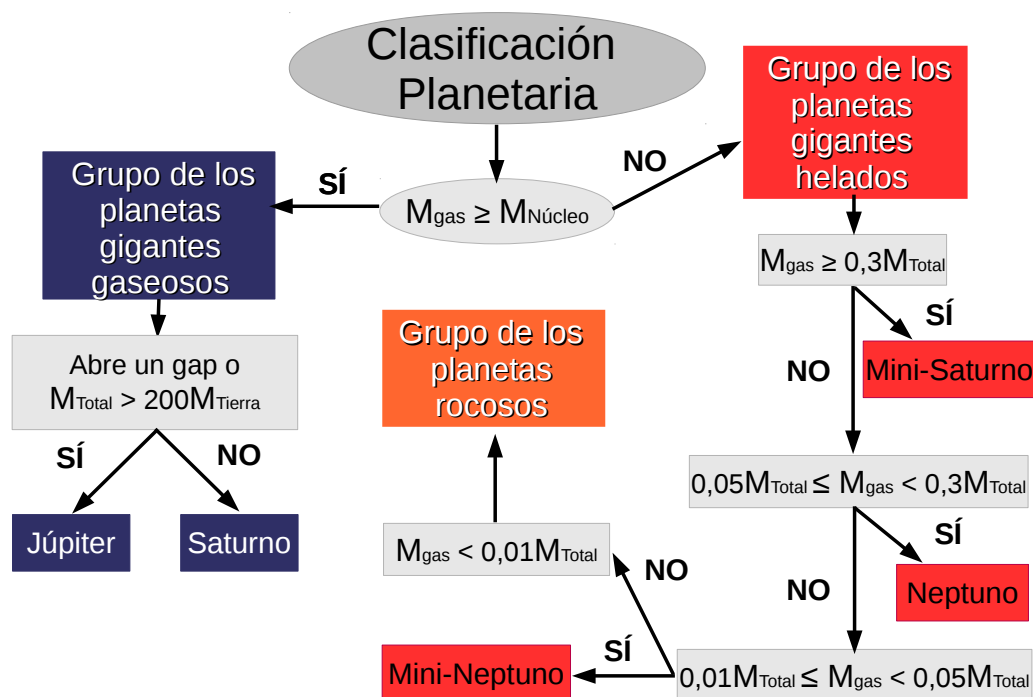 Clasificación
Planetaria
Grupo de los
planetas
gigantes
helados
NO
SÍ
Grupo de los
planetas
gigantes
gaseosos
Mgas ≥ MNúcleo
Mgas ≥ 0,3MTotal
SÍ
Mini-Saturno
NO
Abre un gap o
MTotal > 200MTierra
SÍ
NO
Júpiter
Saturno
Grupo de los
planetas
rocosos
0,05MTotal ≤ Mgas < 0,3MTotal
SÍ
Neptuno
NO
Mgas < 0,01MTotal
NO
SÍ
Mini-Neptuno
0,01MTotal ≤ Mgas < 0,05MTotal